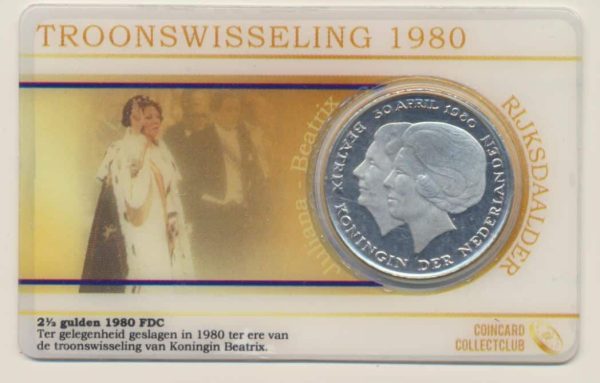 TROONSWISSELING 1980
Juliana - Beatrix
30 APRIL 1980
BEATRIX KONINGIN DER NEDERLANDEN
RIJKSDAALDER
2½ gulden 1980 FDC
Ter gelegenheid geslagen in 1980 ter ere van
de troonswisseling van Koningin Beatrix.
COINCARD
COLLECTCLUB